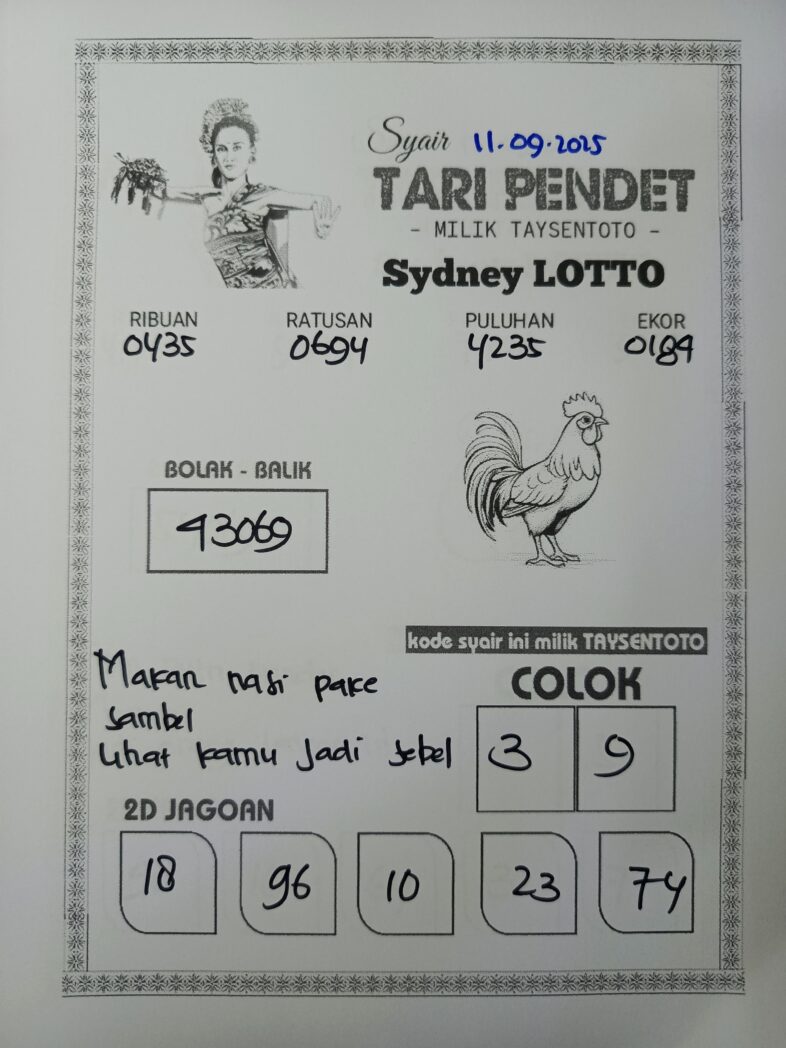 Syair 11.09.2025
TARI PENDET
- MILIK TAYSENTOTO -
Sydney LOTTO
RIBUAN RATUSAN PULUHAN EKOR
0435 0694 4235 0189
BOLAK - BALIK
43069
kode syair ini milik TAYSENTOTO
Makan nasi pake
sambel
Lihat kamu Jadi sebel
COLOK
3 9
2D JAGOAN
18 96 10 23 74